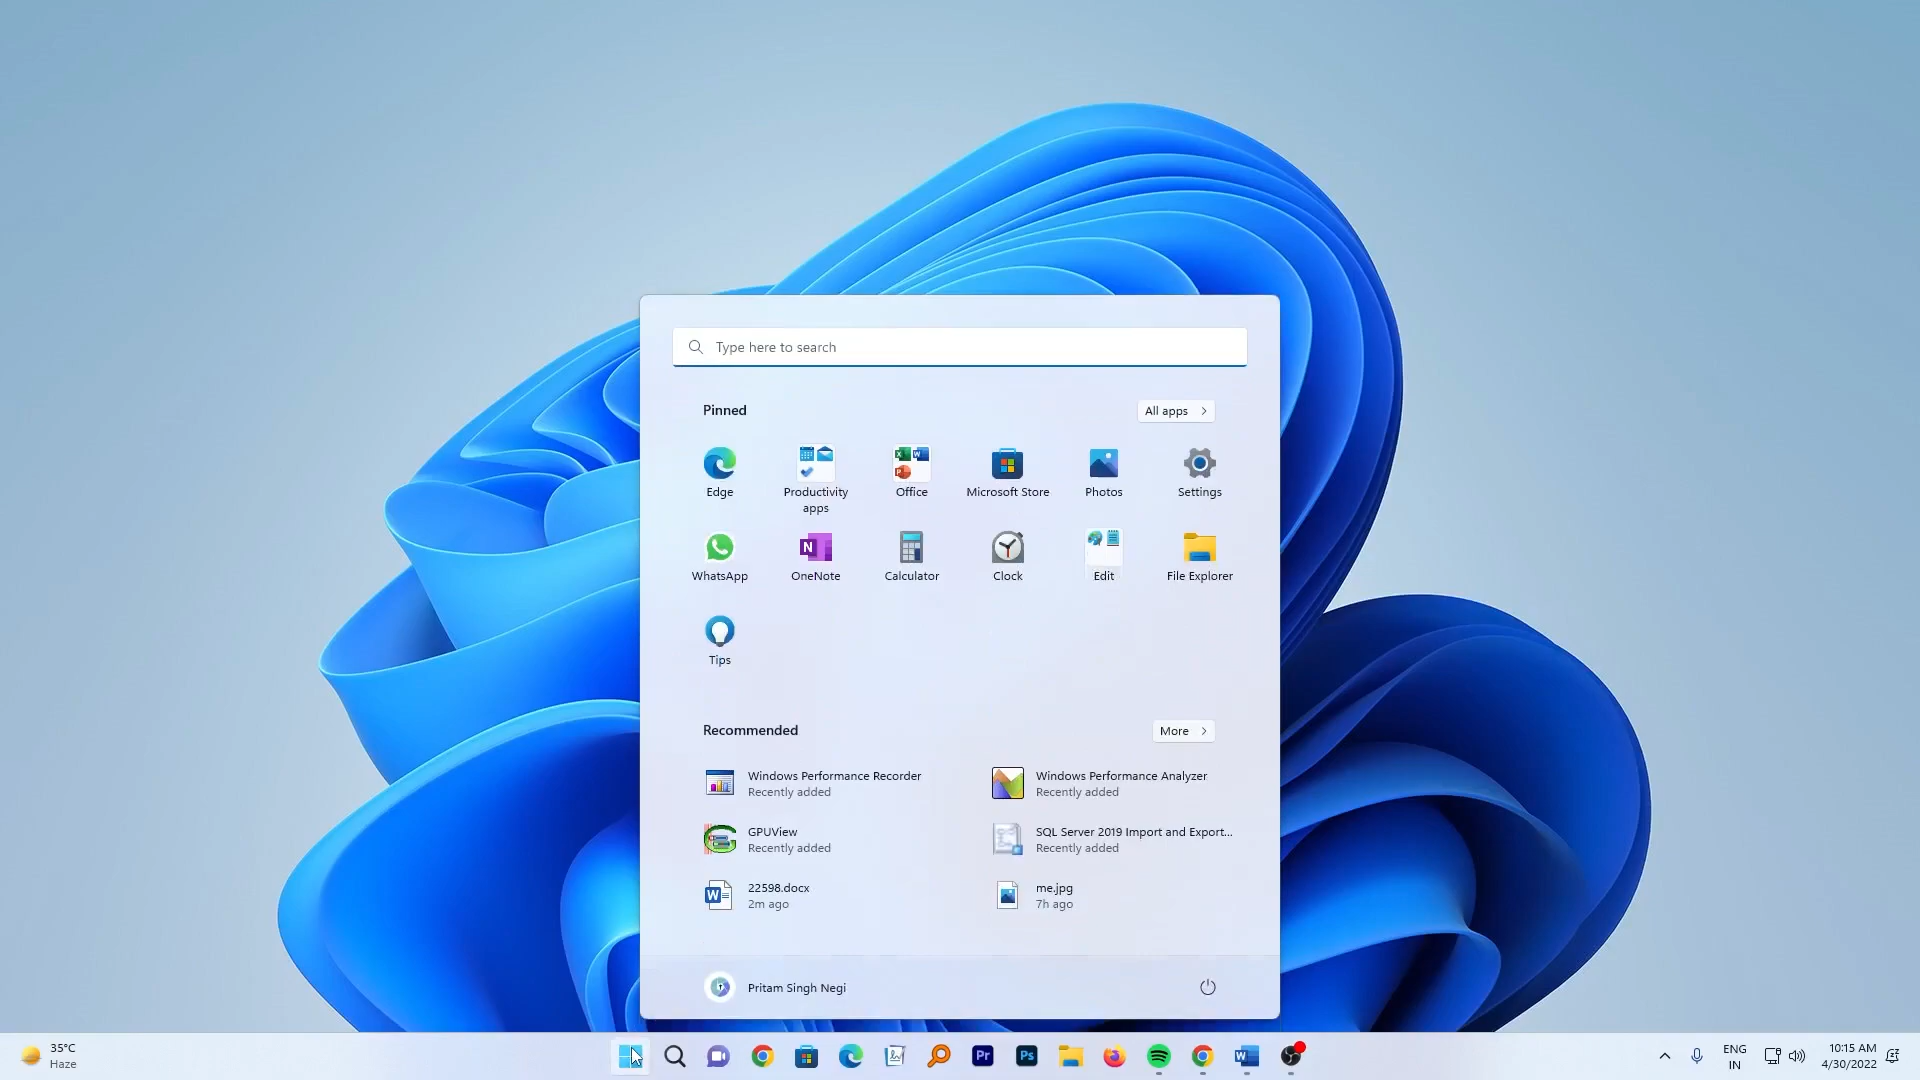 Type here to search
Pinned
All apps
Edge
Productivity apps
Office
Microsoft Store
Photos
Settings
WhatsApp
OneNote
Calculator
Clock
Edit
File Explorer
Tips
Recommended
More
Windows Performance Recorder
Recently added
Windows Performance Analyzer
Recently added
GPUView
Recently added
SQL Server 2019 Import and Export...
Recently added
22598.docx
2m ago
me.jpg
7h ago
Pritam Singh Negi
35°C
Haze
Pr
Ps
W
ENG
IN
10:15 AM
4/30/2022